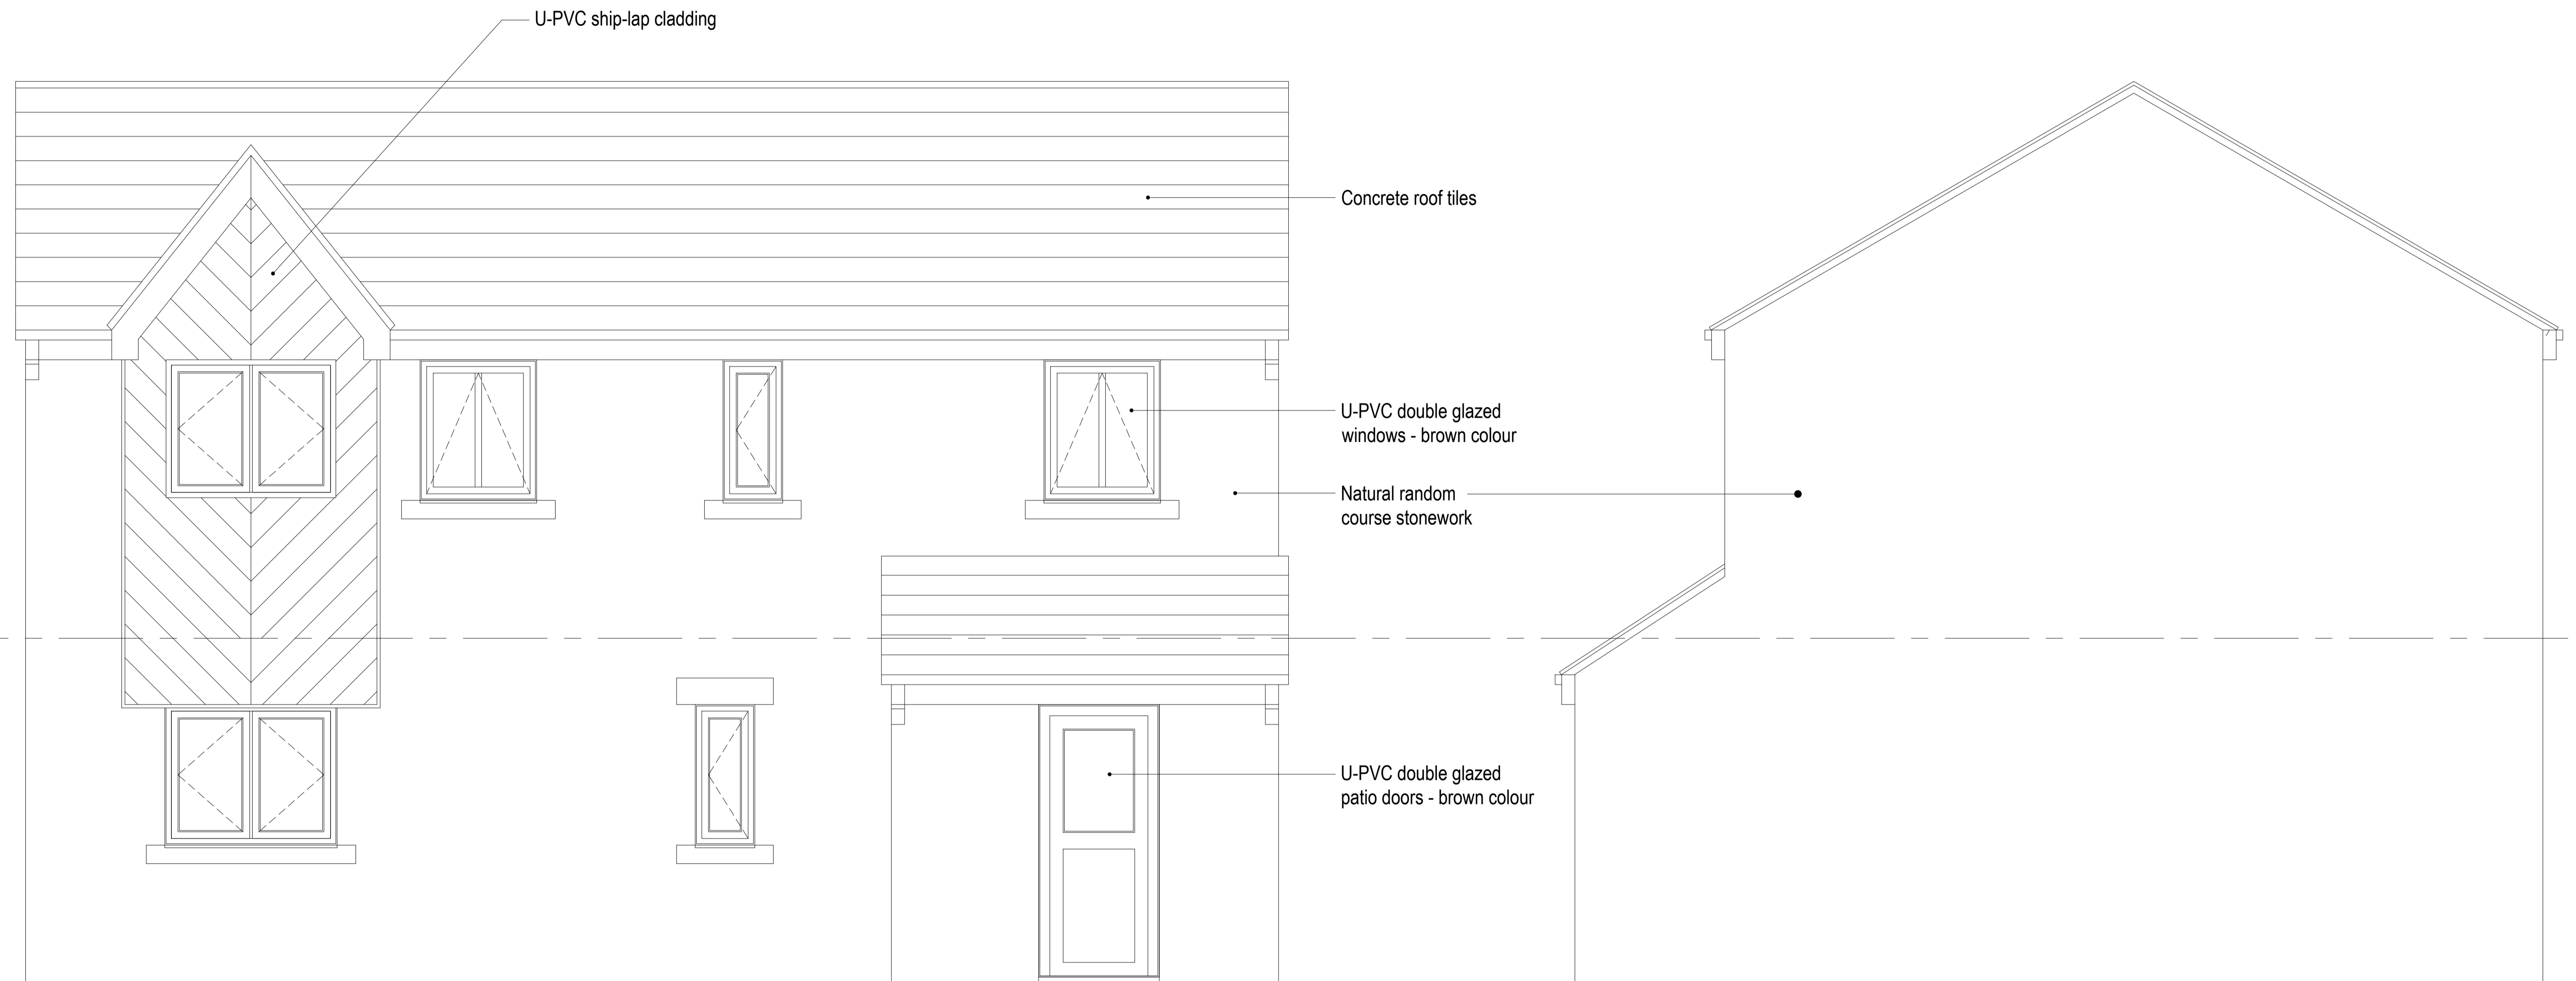 U-PVC ship-lap cladding
Concrete roof tiles
U-PVC double glazed
windows - brown colour
Natural random
course stonework
U-PVC double glazed
patio doors - brown colour